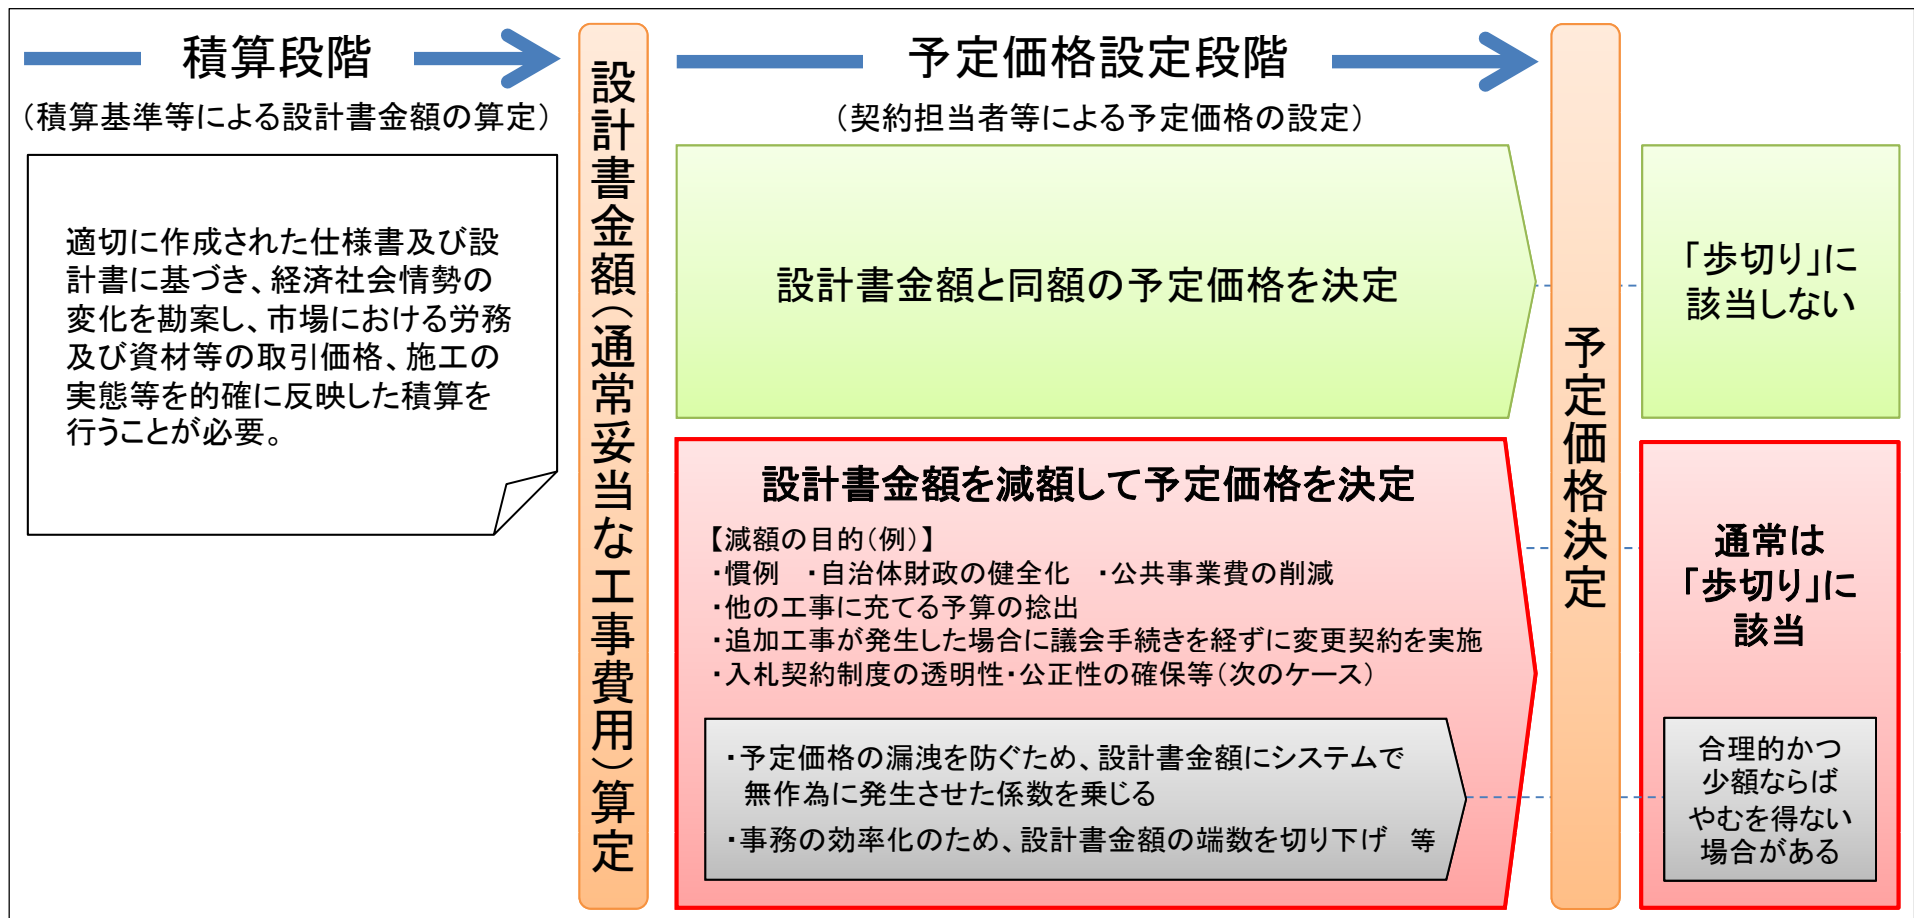 積算段階
(積算基準等による設計書金額の算定)
適切に作成された仕様書及び設
計書に基づき、経済社会情勢の
変化を勘案し、市場における労務
及び資材等の取引価格、施工の
実態等を的確に反映した積算を
行うことが必要。
設計書金額(通常妥当な工事費用)算定
予定価格設定段階
(契約担当者等による予定価格の設定)
設計書金額と同額の予定価格を決定
設計書金額を減額して予定価格を決定
【減額の目的(例)】
・慣例 ・自治体財政の健全化 ・公共事業費の削減
・他の工事に充てる予算の捻出
・追加工事が発生した場合に議会手続きを経ずに変更契約を実施
・入札契約制度の透明性・公正性の確保等(次のケース)
・予定価格の漏洩を防ぐため、設計書金額にシステムで
無作為に発生させた係数を乗じる
・事務の効率化のため、設計書金額の端数を切り下げ 等
予定価格決定
「歩切り」に
該当しない
通常は
「歩切り」に
該当
合理的かつ
少額ならば
やむを得ない
場合がある